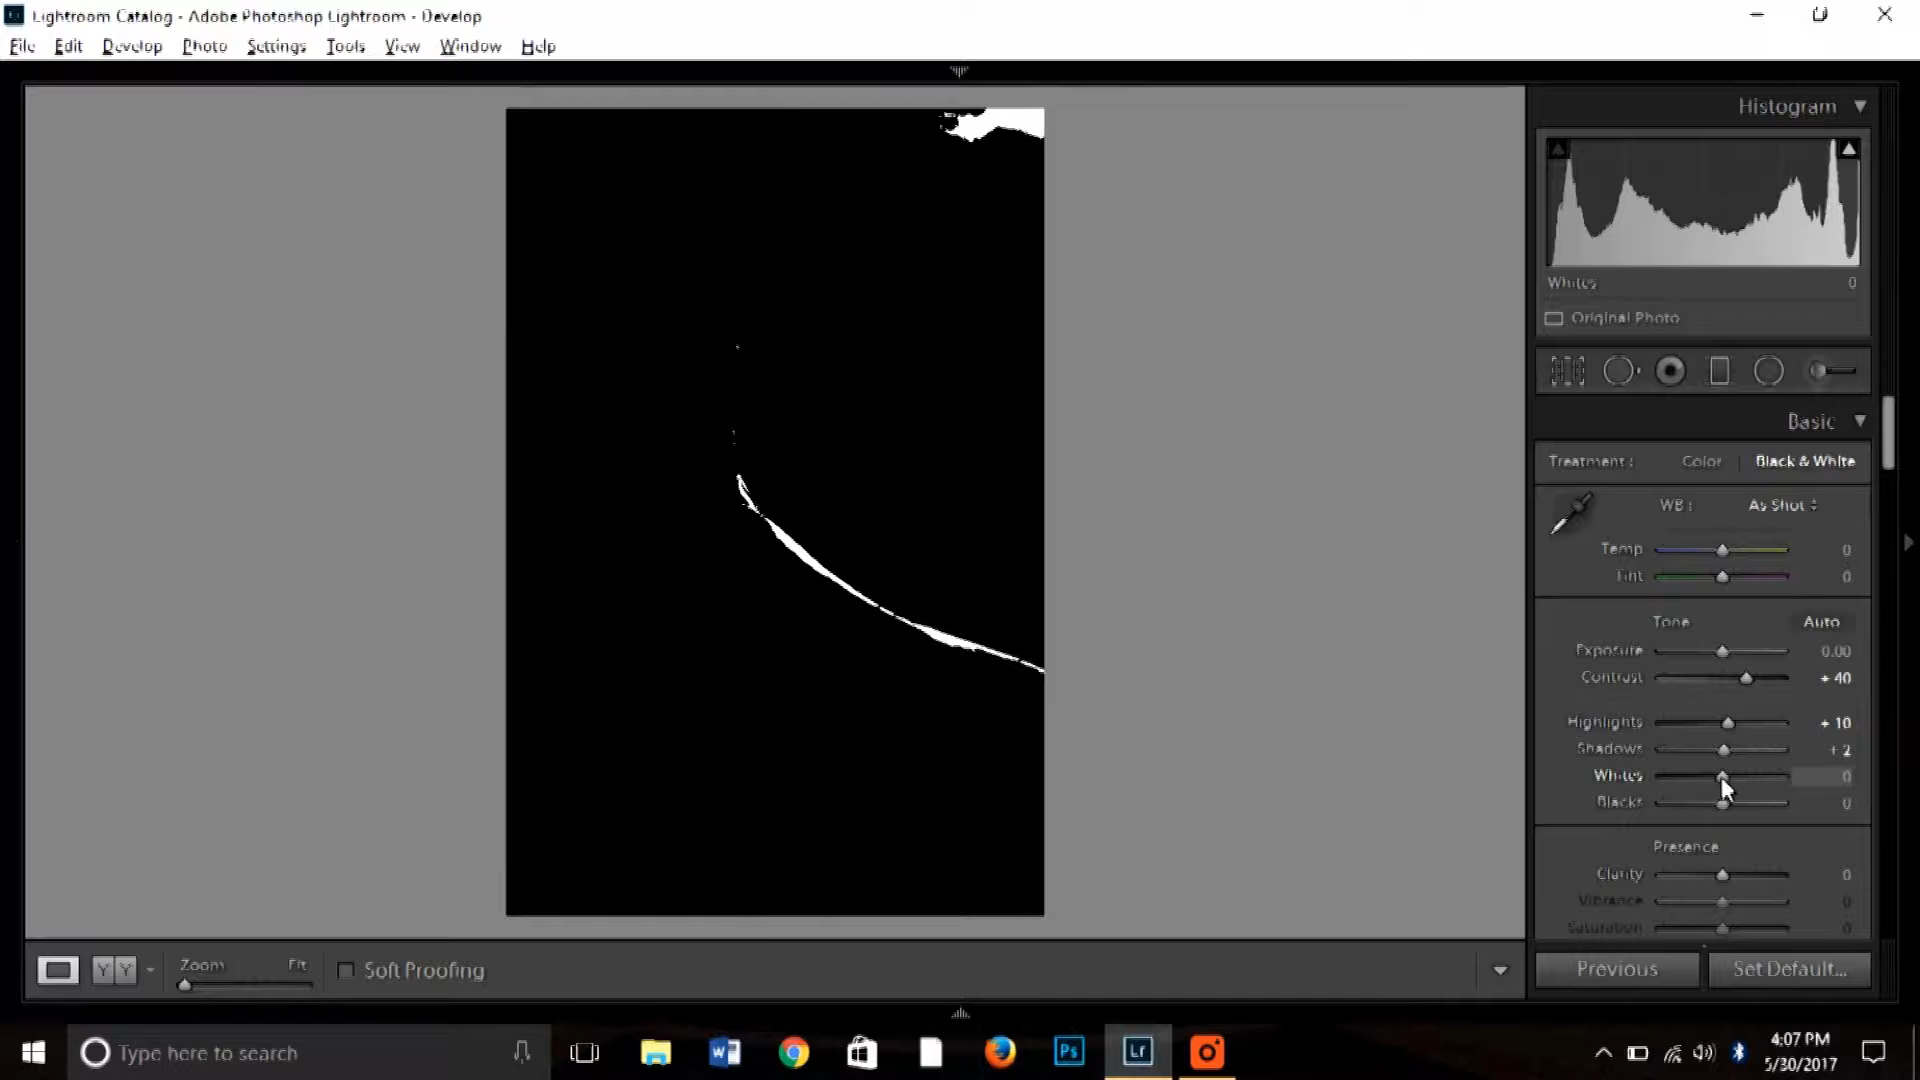 Lightroom Catalog - Adobe Photoshop Lightroom - Develop
File Edit Develop Photo Settings Tools View Window Help
Histogram
Whites 0
Original Photo
Basic
Treatment : Color Black & White
WB : As Shot
Temp 0
Tint 0
Tone Auto
Exposure 0.00
Contrast + 40
Highlights + 10
Shadows + 2
Whites 0
Blacks 0
Presence
Clarity 0
Vibrance 0
Saturation 0
Y Y Zoom Fit Soft Proofing
Previous Set Default...
Type here to search
W
Ps
Lr
4:07 PM
5/30/2017